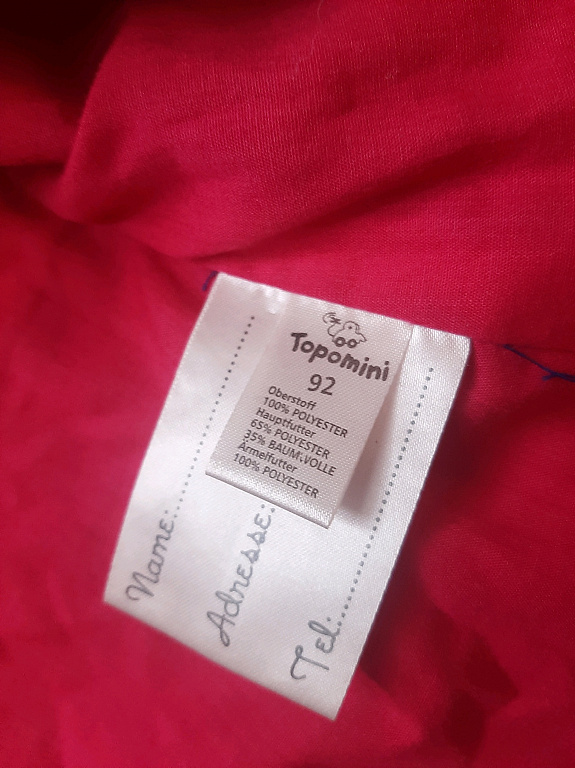 Topomini
92
Oberstoff
100% POLYESTER
Hauptfutter
65% POLYESTER
35% BAUMWOLLE
Ärmelfutter
100% POLYESTER
Name:
Adresse:
Tel: